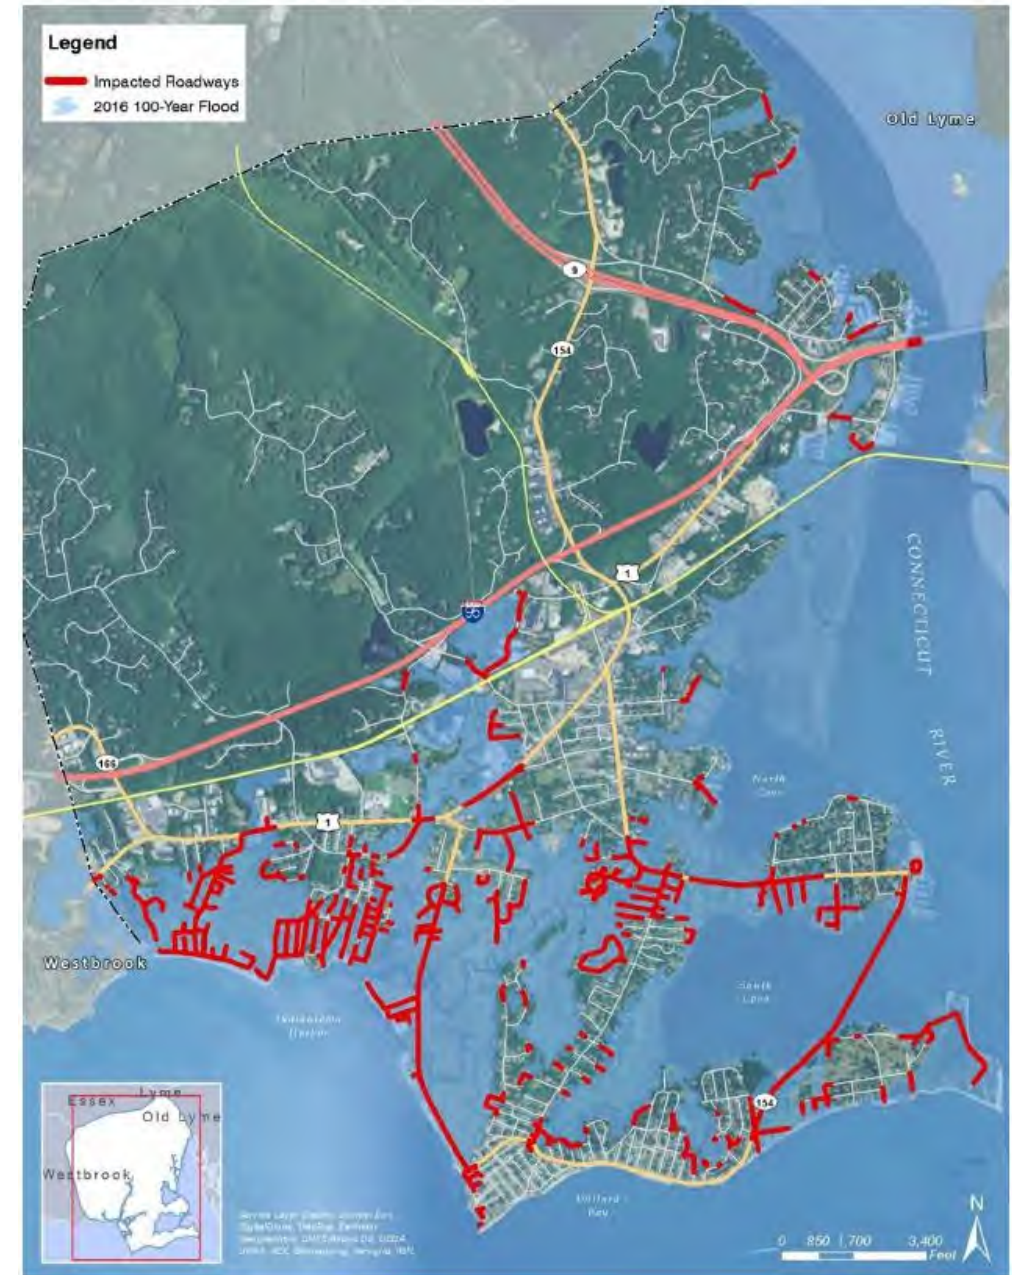 Legend
Impacted Roadways
2016 100-Year Flood
Old Lyme
9
154
1
95
CONNECTICUT
RIVER
166
North
Cove
1
Westbrook
South
Cove
Harbor
154
Lyme
Essex
Old Lyme
Westbrook
N
0 850 1,700 3,400
Feet